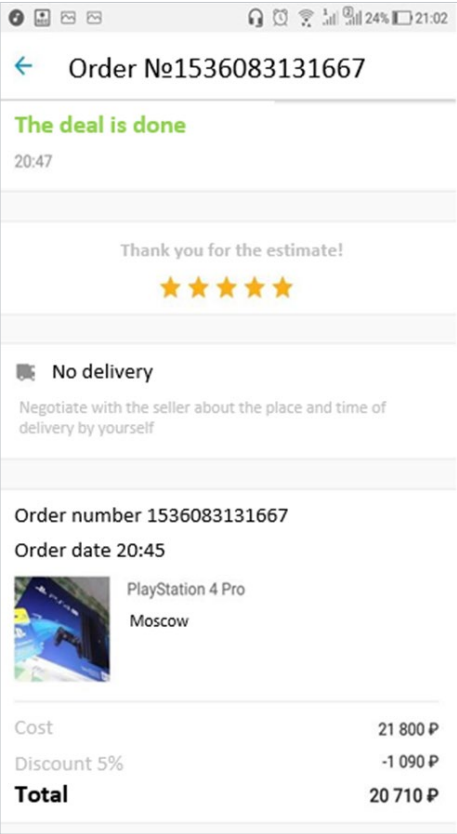 24% 21:02
Order №1536083131667
The deal is done
20:47
Thank you for the estimate!
No delivery
Negotiate with the seller about the place and time of
delivery by yourself
Order number 1536083131667
Order date 20:45
PlayStation 4 Pro
Moscow
Cost 21 800 ₽
Discount 5% -1 090 ₽
Total 20 710 ₽